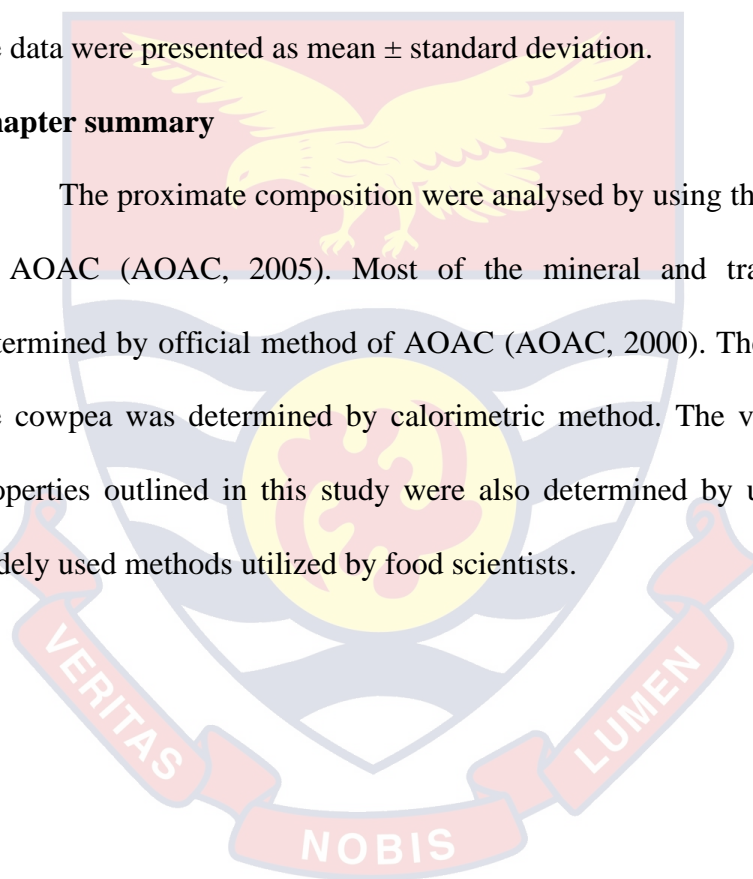 e data were presented as mean ± standard deviation.
hapter summary
The proximate composition were analysed by using th
AOAC (AOAC, 2005). Most of the mineral and tra
termined by official method of AOAC (AOAC, 2000). The
e cowpea was determined by calorimetric method. The v
operties outlined in this study were also determined by u
dely used methods utilized by food scientists.
VERITAS
NOBIS
LUMEN